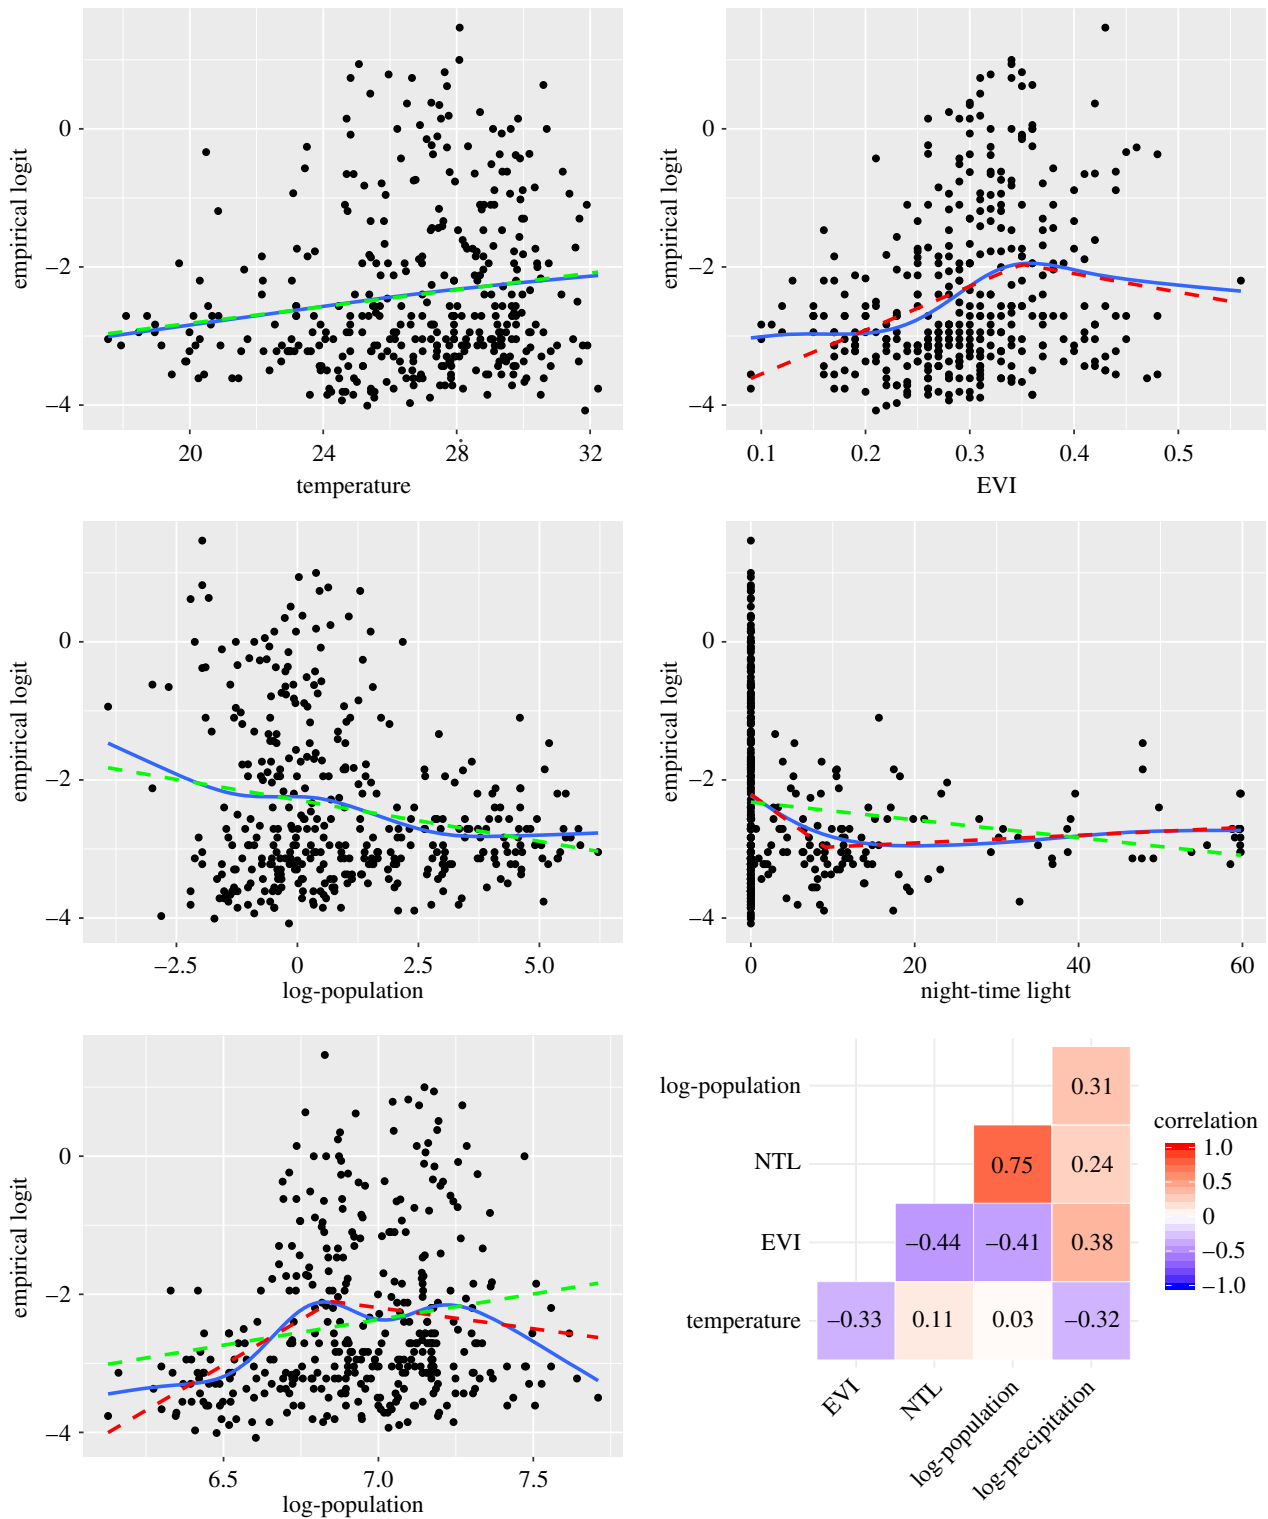 empirical logit
0
−2
−4
20
24
28
32
temperature
empirical logit
0
−2
−4
0.1
0.2
0.3
0.4
0.5
EVI
empirical logit
0
−2
−4
−2.5
0
2.5
5.0
log-population
empirical logit
0
−2
−4
0
20
40
60
night-time light
empirical logit
0
−2
−4
6.5
7.0
7.5
log-population
log-population
0.31
NTL
0.75
0.24
EVI
−0.44
−0.41
0.38
temperature
−0.33
0.11
0.03
−0.32
EVI
NTL
log-population
log-precipitation
correlation
1.0
0.5
0
−0.5
−1.0